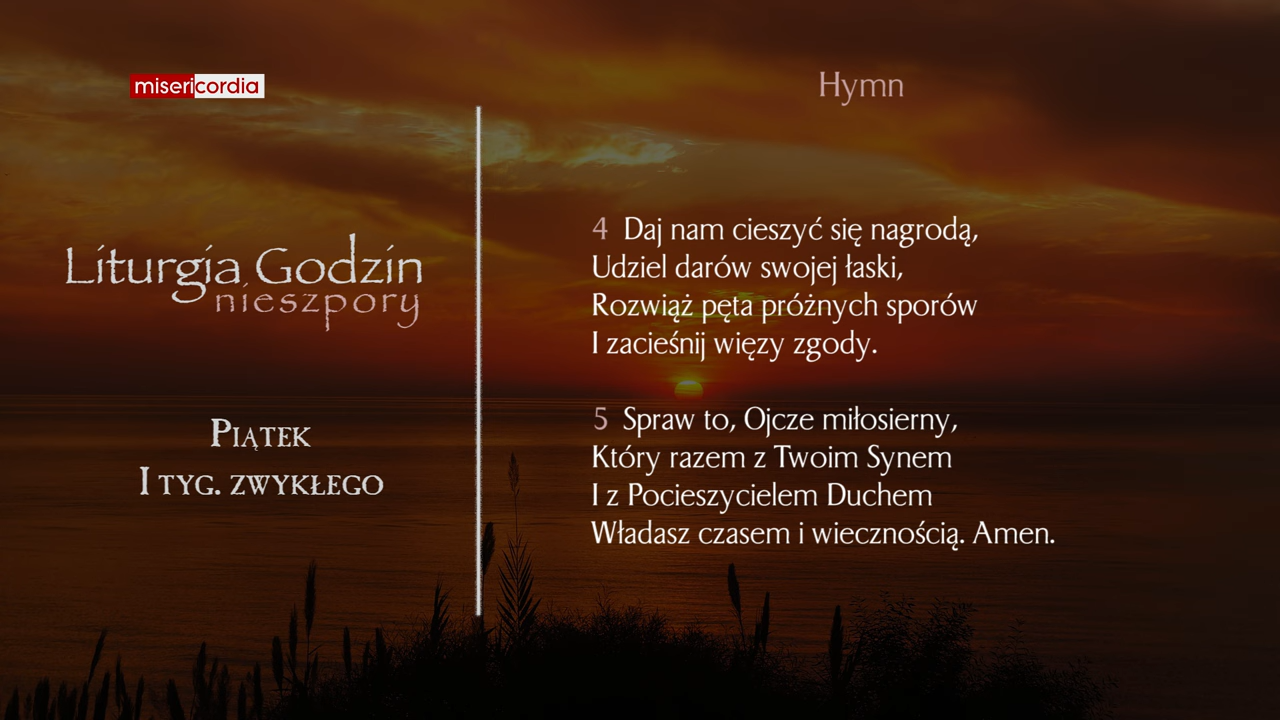 misericordia
Liturgia Godzin
nieszpory
Piątek
I tyg. zwykłego
Hymn
4 Daj nam cieszyć się nagrodą,
Udziel darów swojej łaski,
Rozwiąż pęta próżnych sporów
I zacieśnij więzy zgody.
5 Spraw to, Ojcze miłosierny,
Który razem z Twoim Synem
I z Pocieszycielem Duchem
Władasz czasem i wiecznością. Amen.